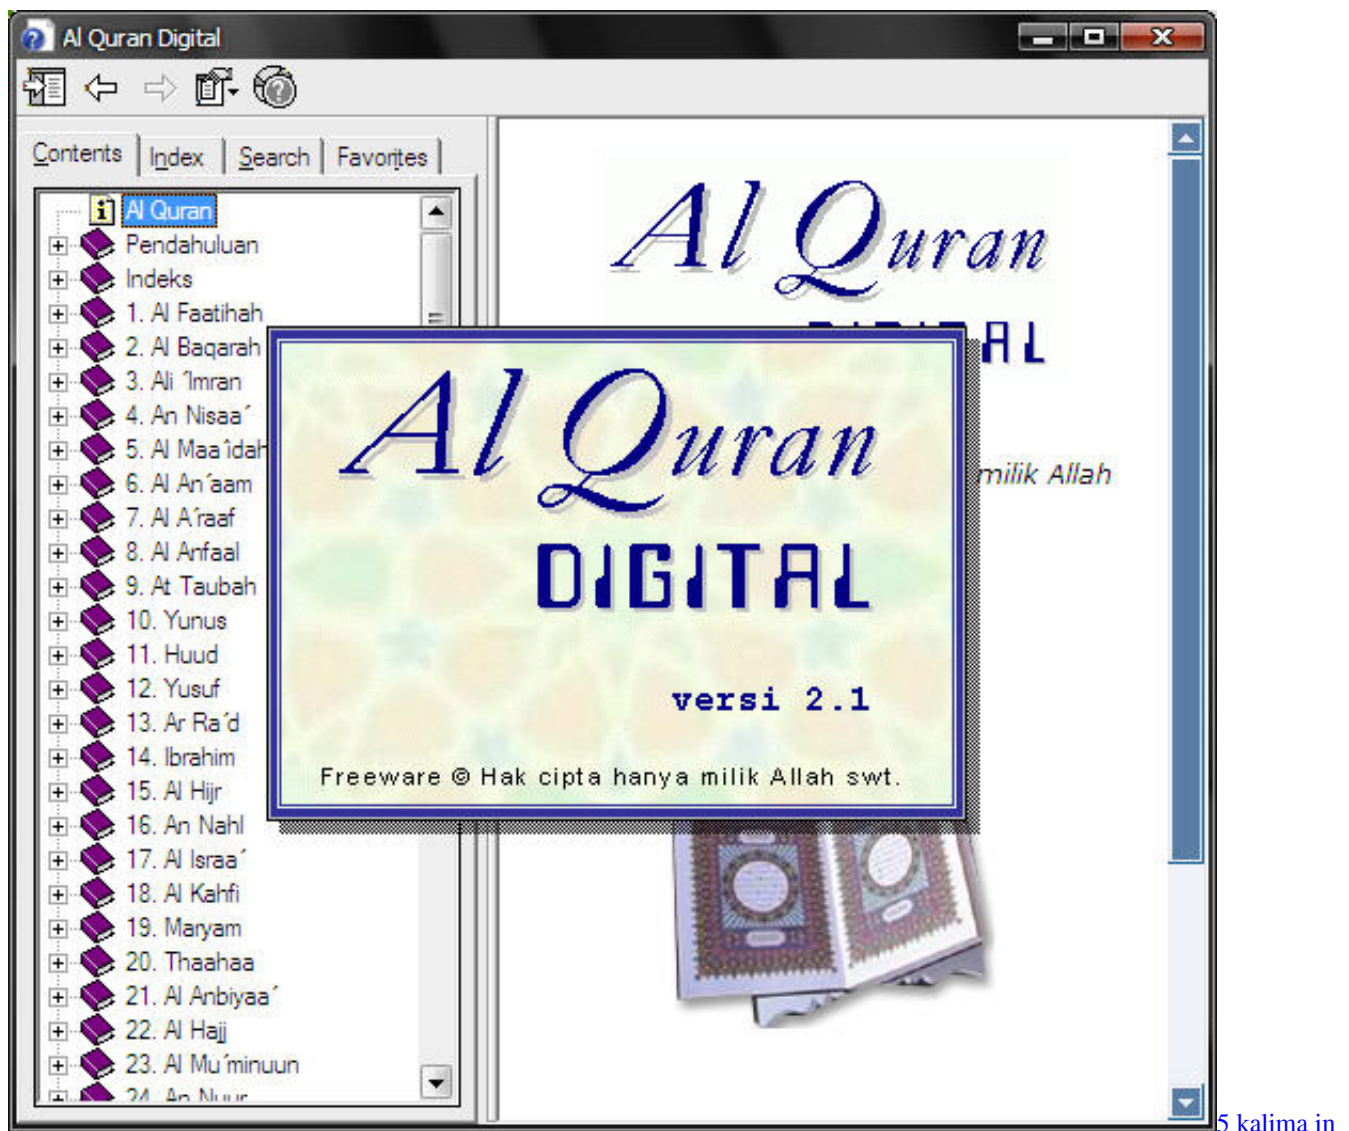 Al Quran Digital
Contents
Index
Search
Favorites
Al Quran
Pendahuluan
Indeks
1. Al Faatihah
2. Al Baqarah
3. Ali ´Imran
4. An Nisaa´
5. Al Maa´idah
6. Al An´aam
7. Al A´raaf
8. Al Anfaal
9. At Taubah
10. Yunus
11. Huud
12. Yusuf
13. Ar Ra´d
14. Ibrahim
15. Al Hijr
16. An Nahl
17. Al Israa´
18. Al Kahfi
19. Maryam
20. Thaahaa
21. Al Anbiyaa´
22. Al Hajj
23. Al Mu´minuun
24. An Nuur
Al Quran
DIGITAL
milik Allah
Al Quran
DIGITAL
versi 2.1
Freeware © Hak cipta hanya milik Allah swt.
5 kalima in